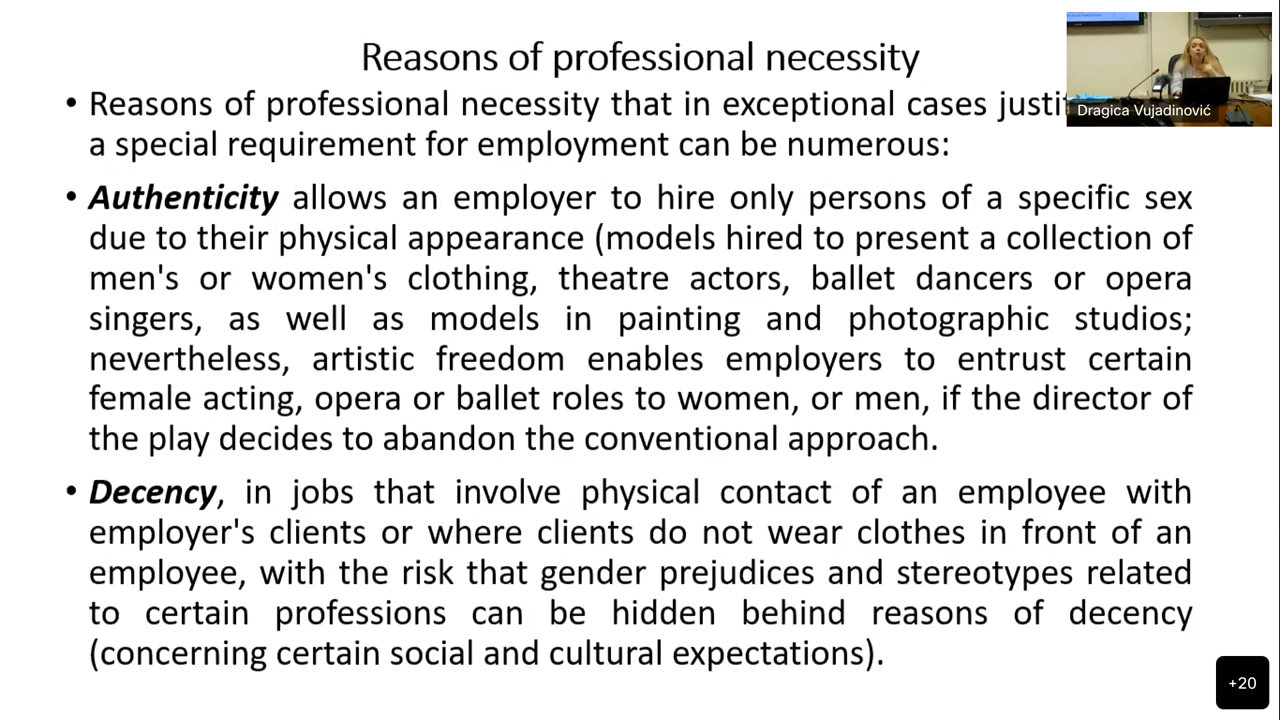 Reasons of professional necessity
• Reasons of professional necessity that in exceptional cases
a special requirement for employment can be numerous:
• Authenticity allows an employer to hire only persons of a specific sex
due to their physical appearance (models hired to present a collection of
men's or women's clothing, theatre actors, ballet dancers or opera
singers, as well as models in painting and photographic studios;
nevertheless, artistic freedom enables employers to entrust certain
female acting, opera or ballet roles to women, or men, if the director of
the play decides to abandon the conventional approach.
• Decency, in jobs that involve physical contact of an employee with
employer's clients or where clients do not wear clothes in front of an
employee, with the risk that gender prejudices and stereotypes related
to certain professions can be hidden behind reasons of decency
(concerning certain social and cultural expectations).
Dragica Vujadinović
+20